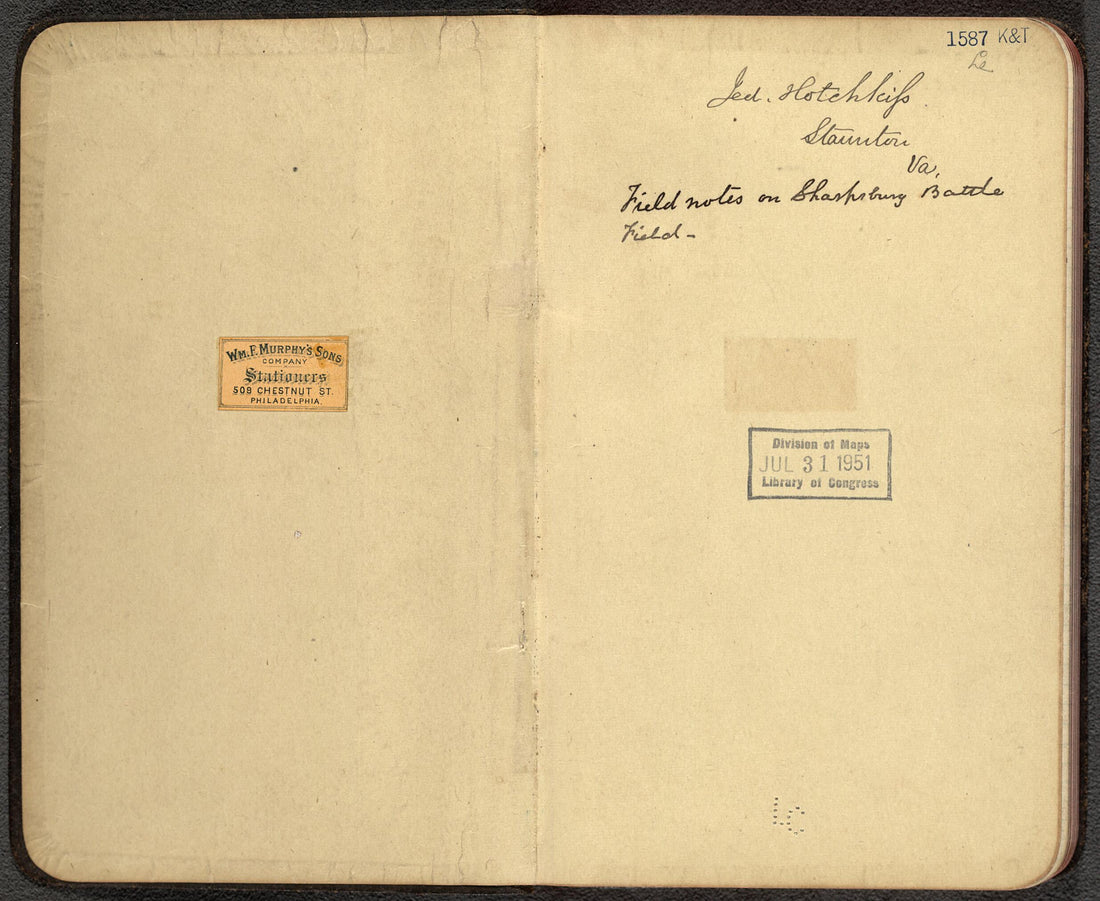 WM. F. MURPHY'S SONS
COMPANY
Stationers
509 CHESTNUT ST.
PHILADELPHIA.
1587 K&T
Le
Jed. Hotchkiſs
Staunton
Va.
Field notes on Sharpsburg Battle
Field -
Division of Maps
JUL 31 1951
Library of Congress
LC